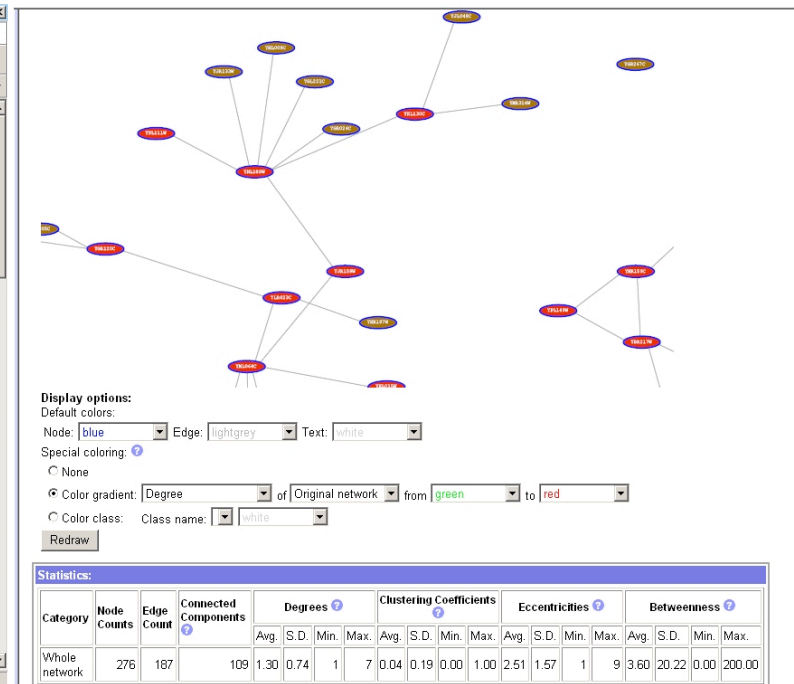 Display options:
Default colors:
Node: blue Edge: lightgrey Text: white
Special coloring: ?
None
Color gradient: Degree of Original network from green to red
Color class: Class name: white
Redraw
Statistics:
Category Node Counts Edge Count Connected Components ? Degrees ? Clustering Coefficients ? Eccentricities ? Betweenness ?
Avg. S.D. Min. Max. Avg. S.D. Min. Max. Avg. S.D. Min. Max. Avg. S.D. Min. Max.
Whole network 276 187 109 1.30 0.74 1 7 0.04 0.19 0.00 1.00 2.51 1.57 1 9 3.60 20.22 0.00 200.00